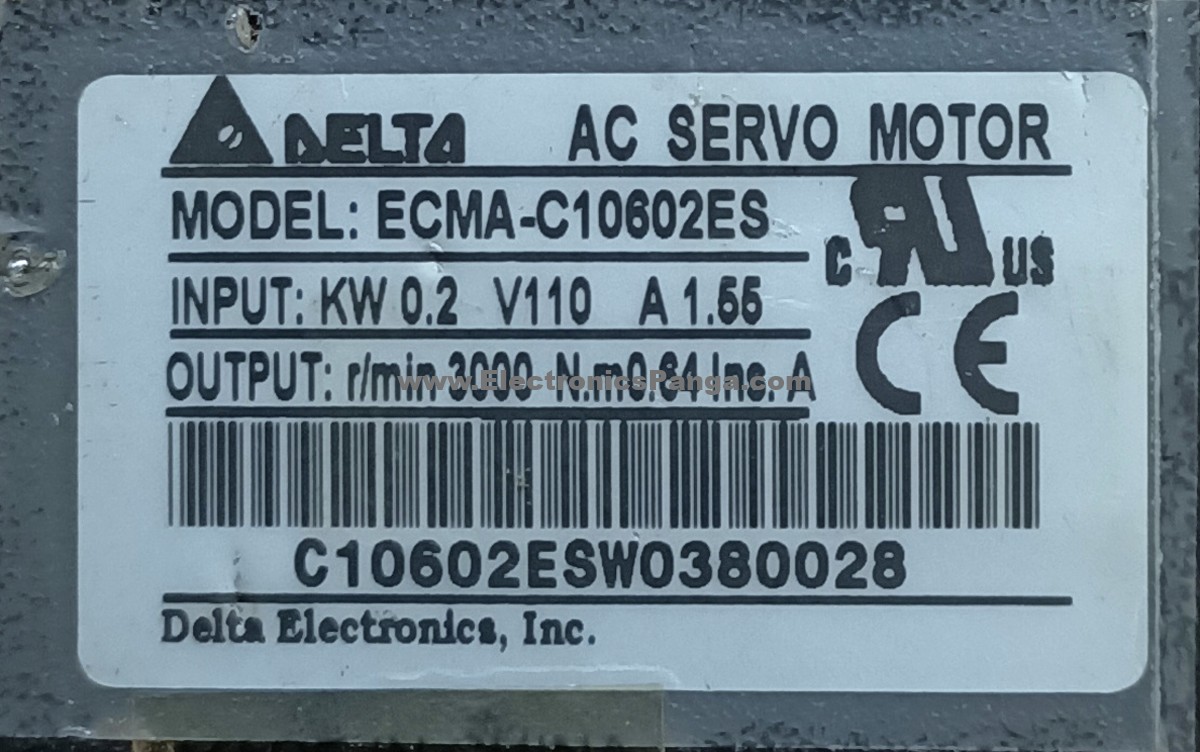 DELTA AC SERVO MOTOR
MODEL: ECMA-C10602ES
C US
INPUT: KW 0.2 V110 A 1.55
CE
OUTPUT: r/min 3000 N.m0.64 Ins. A
www.ElectronicsPanga.com
C10602ESW0380028
Delta Electronics, Inc.